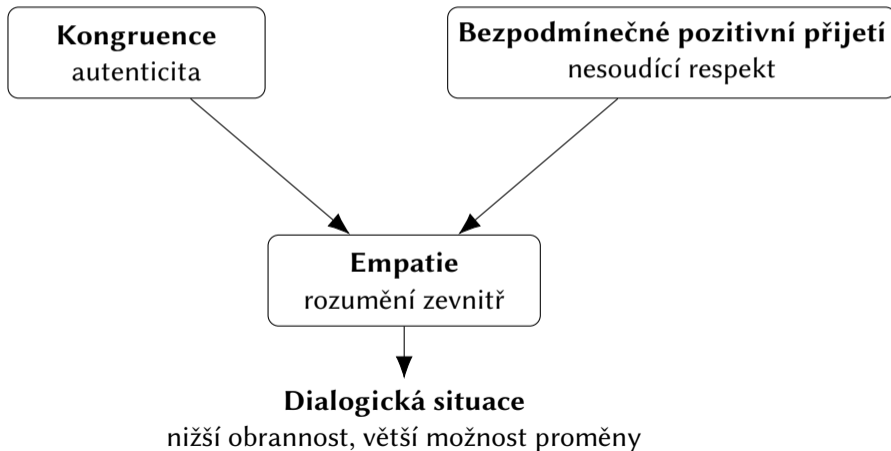 Kongruence
autenticita
Bezpodmínečné pozitivní přijetí
nesoudící respekt
Empatie
rozumění zevnitř
Dialogická situace
nižší obrannost, větší možnost proměny